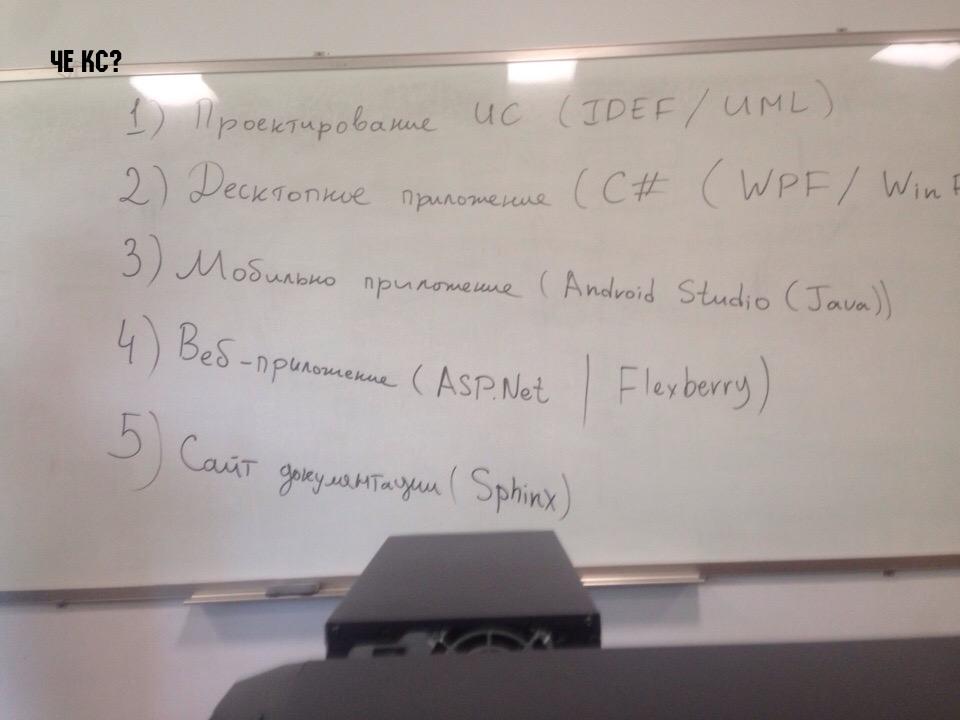 ЧЕ КС?
1) Проектирование ИС (IDEF / UML)
2) Десктопное приложение (C# ( WPF / Win F
3) Мобильно приложение (Android Studio (Java))
4) Веб-приложение (ASP.Net | Flexberry)
5) Сайт документации (Sphinx)